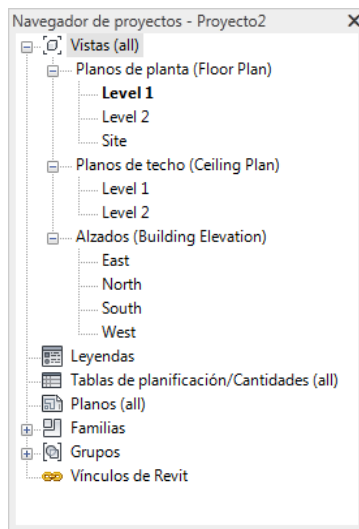 Navegador de proyectos - Proyecto2
Vistas (all)
Planos de planta (Floor Plan)
Level 1
Level 2
Site
Planos de techo (Ceiling Plan)
Level 1
Level 2
Alzados (Building Elevation)
East
North
South
West
Leyendas
Tablas de planificación/Cantidades (all)
Planos (all)
Familias
Grupos
Vínculos de Revit